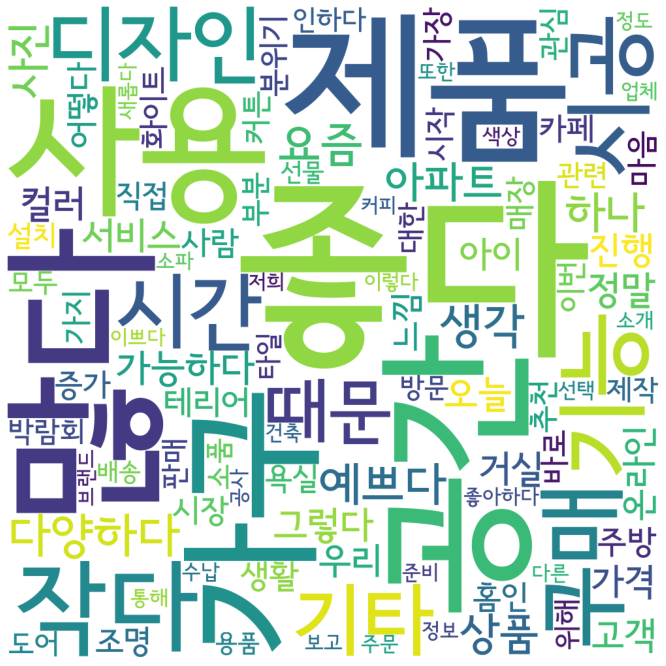 사진
디자인
인하다
분위기
어떻다
새롭다
커튼
화이트
사용
제품
가장
또한
관심
정도
업체
시공
시작
색상
카페
마음
요즘
선물
부분
아파트
매장
관련
컬러
직접
설치
서비스
사람
모두
소파
많다
좋다
커피
대한
아이
하나
진행
이번
정말
저희
이렇다
느낌
생각
시간
가지
이쁘다
타일
가능하다
증가
테리어
박람회
때문
공간
방문
오늘
추천
선택
소개
제작
기능
브랜드
배송
판매
소품
건축
욕실
공사
시장
가구
예쁘다
거실
좋아하다
바로
온라인
구매
다양하다
그렇다
우리
생활
수납
작다
기타
준비
다른
주방
홈인
위해
가격
도어
조명
통해
용품
보고
주문
정보
상품
고객